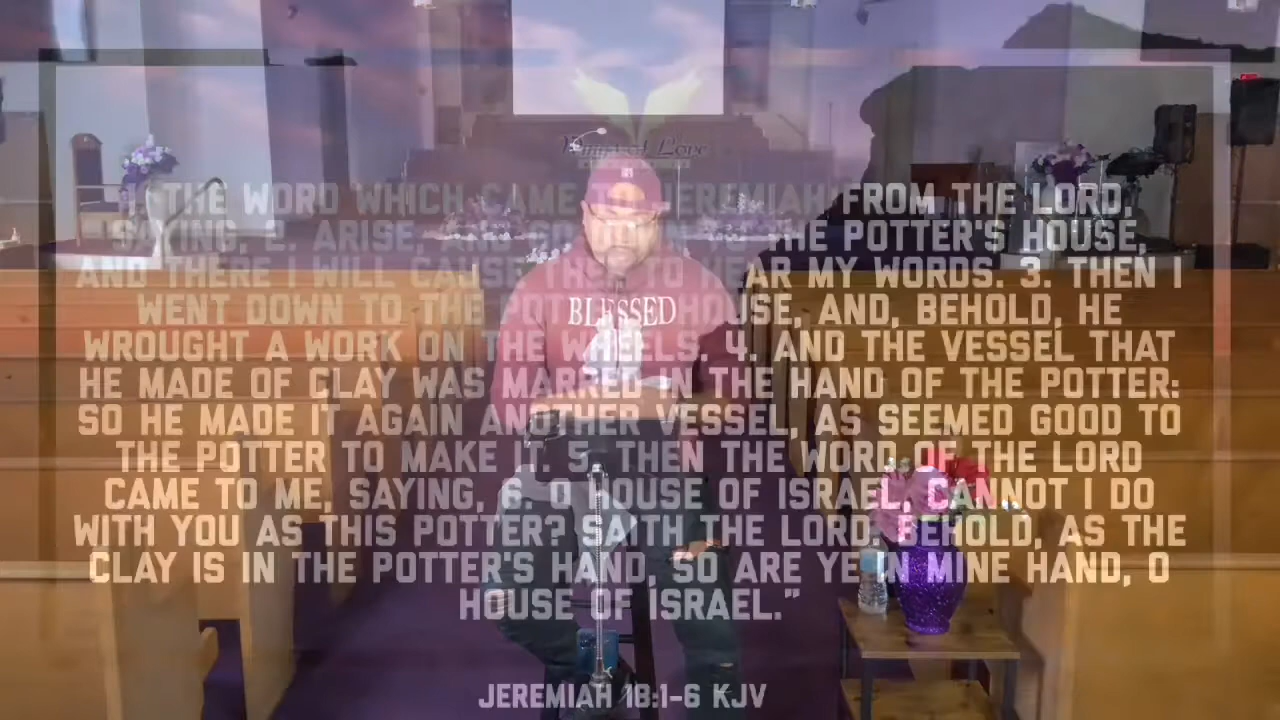 Wings of Love
1. THE WORD WHICH CAME TO JEREMIAH FROM THE LORD,
SAYING, 2. ARISE, AND GO DOWN TO THE POTTER'S HOUSE,
AND THERE I WILL CAUSE THEE TO HEAR MY WORDS. 3. THEN I
WENT DOWN TO THE POTTER'S HOUSE, AND, BEHOLD, HE
WROUGHT A WORK ON THE WHEELS. 4. AND THE VESSEL THAT
HE MADE OF CLAY WAS MARRED IN THE HAND OF THE POTTER:
SO HE MADE IT AGAIN ANOTHER VESSEL, AS SEEMED GOOD TO
THE POTTER TO MAKE IT. 5. THEN THE WORD OF THE LORD
CAME TO ME, SAYING, 6. O HOUSE OF ISRAEL, CANNOT I DO
WITH YOU AS THIS POTTER? SAITH THE LORD. BEHOLD, AS THE
CLAY IS IN THE POTTER'S HAND, SO ARE YE IN MINE HAND, O
HOUSE OF ISRAEL."
JEREMIAH 18:1-6 KJV
BLESSED